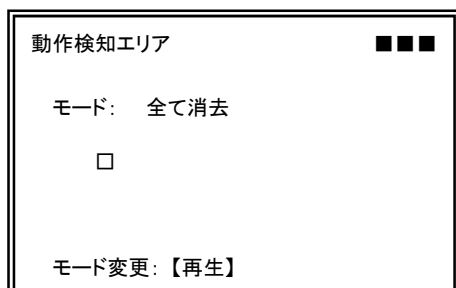 動作検知エリア ■■■
モード： 全て消去
□
モード変更：【再生】